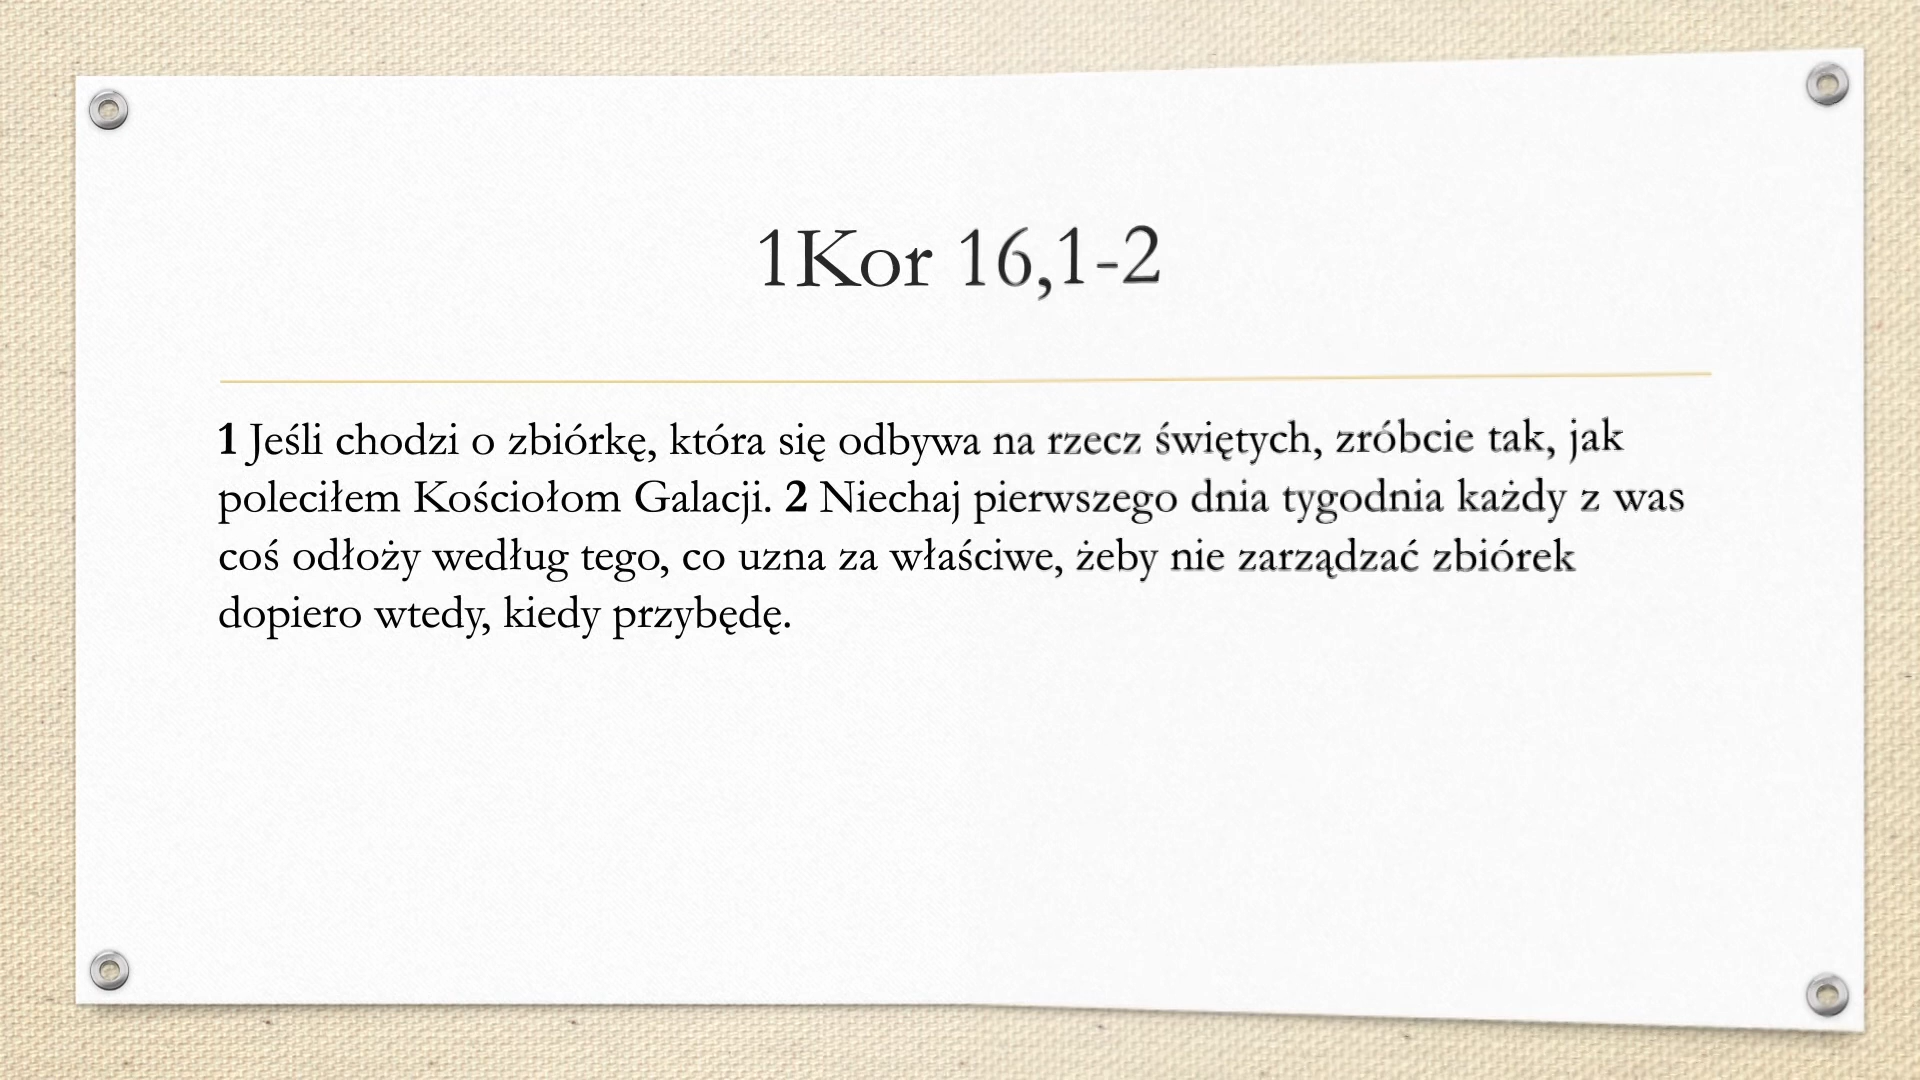 1Kor 16,1-2
1 Jeśli chodzi o zbiórkę, która się odbywa na rzecz świętych, zróbcie tak, jak
poleciłem Kościołom Galacji. 2 Niechaj pierwszego dnia tygodnia każdy z was
coś odłoży według tego, co uzna za właściwe, żeby nie zarządzać zbiórek
dopiero wtedy, kiedy przybędę.